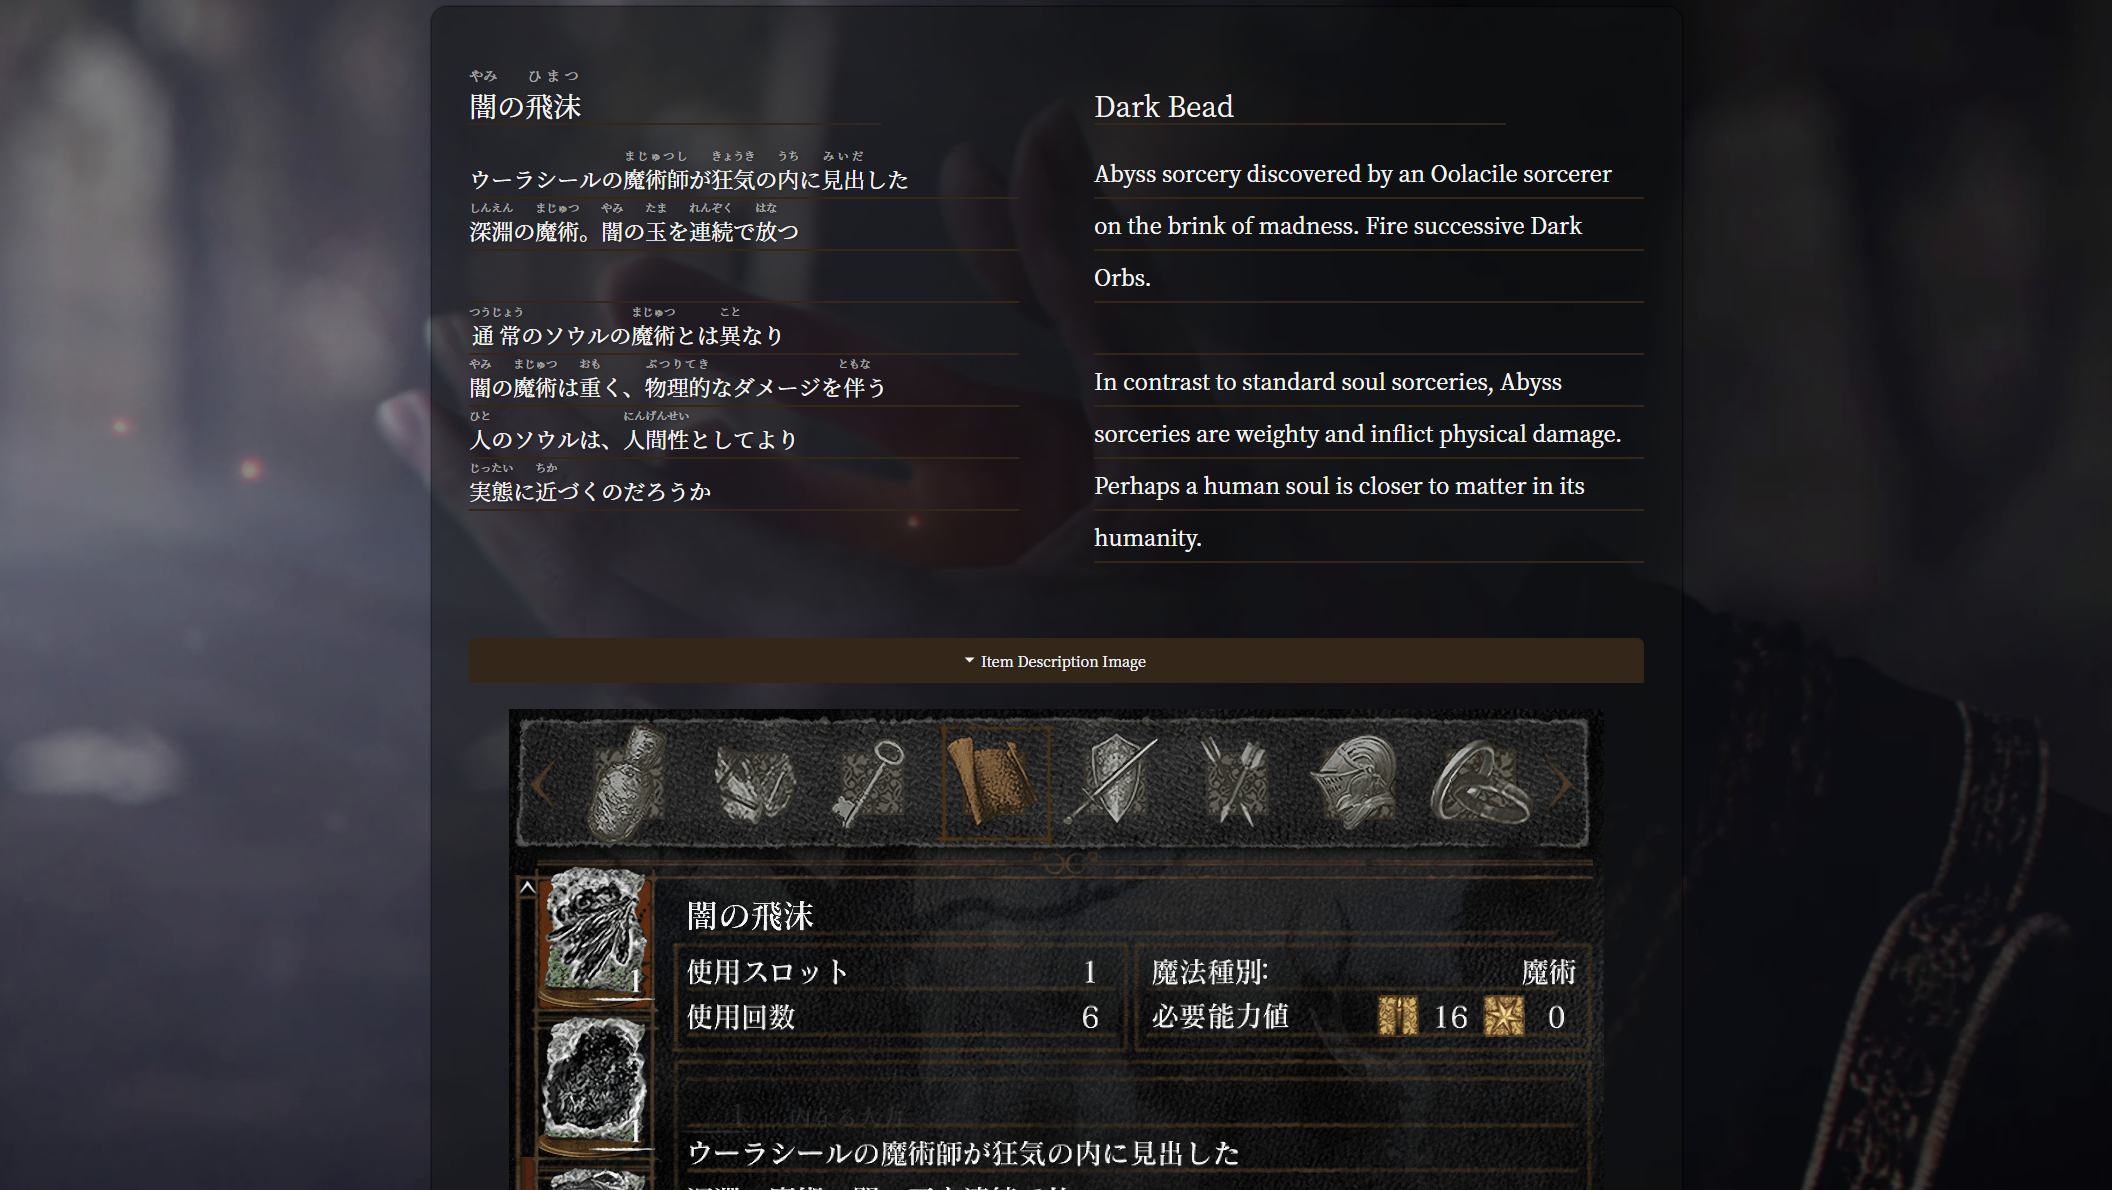 やみ ひまつ
闇の飛沫
まじゅつし きょうき うち みいだ
ウーラシールの魔術師が狂気の内に見出した
しんえん まじゅつ やみ たま れんぞく はな
深淵の魔術。闇の玉を連続で放つ
つうじょう まじゅつ こと
通常のソウルの魔術とは異なり
やみ まじゅつ おも ぶつりてき ともな
闇の魔術は重く、物理的なダメージを伴う
ひと にんげんせい
人のソウルは、人間性としてより
じったい ちか
実態に近づくのだろうか
Dark Bead
Abyss sorcery discovered by an Oolacile sorcerer
on the brink of madness. Fire successive Dark
Orbs.
In contrast to standard soul sorceries, Abyss
sorceries are weighty and inflict physical damage.
Perhaps a human soul is closer to matter in its
humanity.
Item Description Image
闇の飛沫
使用スロット 1
使用回数 6
魔法種別: 魔術
必要能力値 16 0
1
1
ウーラシールの魔術師が狂気の内に見出した